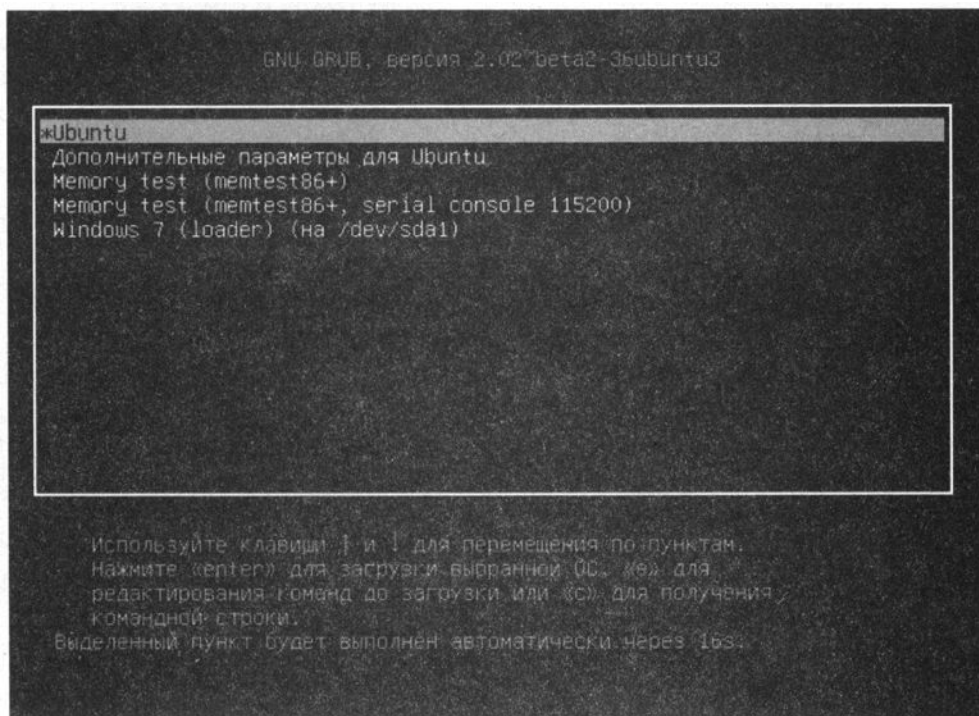 GNU GRUB, версия 2.02~beta2-36ubuntu3
*Ubuntu
Дополнительные параметры для Ubuntu
Memory test (memtest86+)
Memory test (memtest86+, serial console 115200)
Windows 7 (loader) (на /dev/sda1)
Используйте клавиши ↑ и ↓ для перемещения по пунктам.
Нажмите «enter» для загрузки выбранной ОС, «e» для
редактирования команд до загрузки или «c» для получения
командной строки.
Выделенный пункт будет выполнен автоматически через 16s.